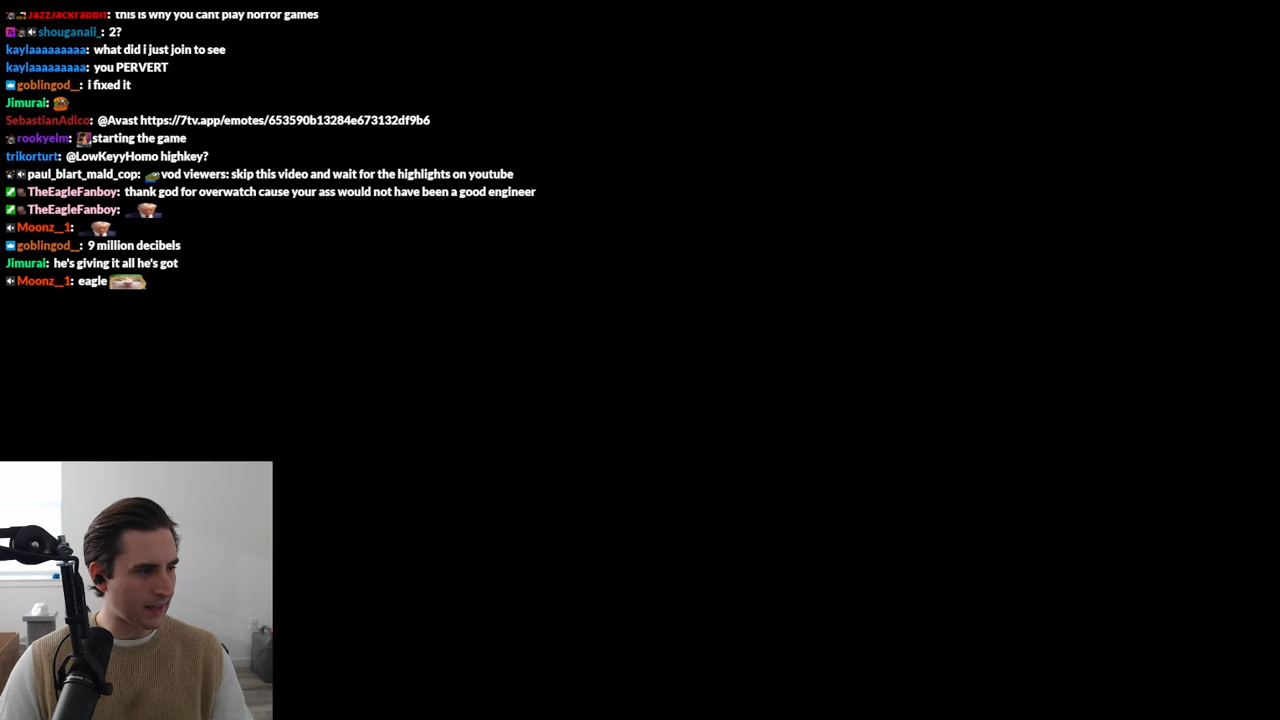 JazzJackrabbit: this is why you cant play horror games
shouganaii_: 2?
kaylaaaaaaaaa: what did i just join to see
kaylaaaaaaaaa: you PERVERT
goblingod__: i fixed it
Jimurai:
SebastianAdico: @Avast https://7tv.app/emotes/653590b13284e673132df9b6
rookyelm: starting the game
trikorturt: @LowKeyyHomo highkey?
paul_blart_mald_cop: vod viewers: skip this video and wait for the highlights on youtube
TheEagleFanboy: thank god for overwatch cause your ass would not have been a good engineer
TheEagleFanboy:
Moonz__1:
goblingod__: 9 million decibels
Jimurai: he's giving it all he's got
Moonz__1: eagle